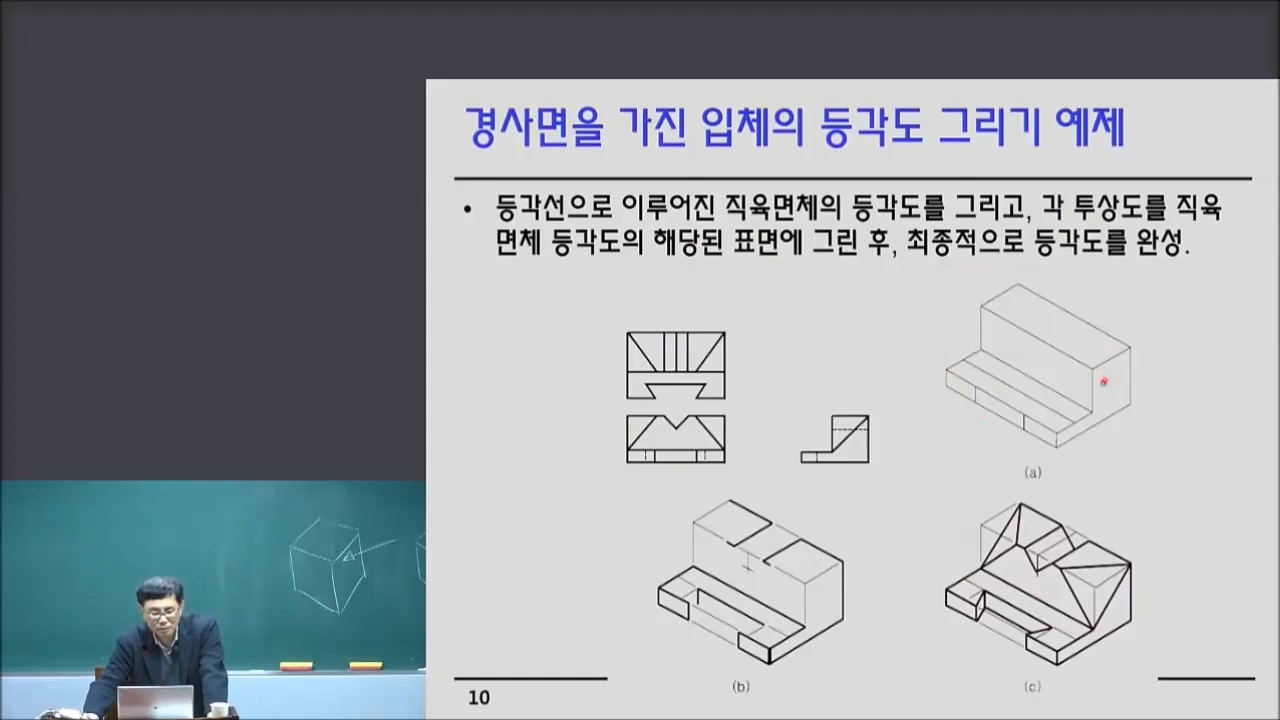 경사면을 가진 입체의 등각도 그리기 예제
• 등각선으로 이루어진 직육면체의 등각도를 그리고, 각 투상도를 직육
면체 등각도의 해당된 표면에 그린 후, 최종적으로 등각도를 완성.
(a)
(b)
(c)
10